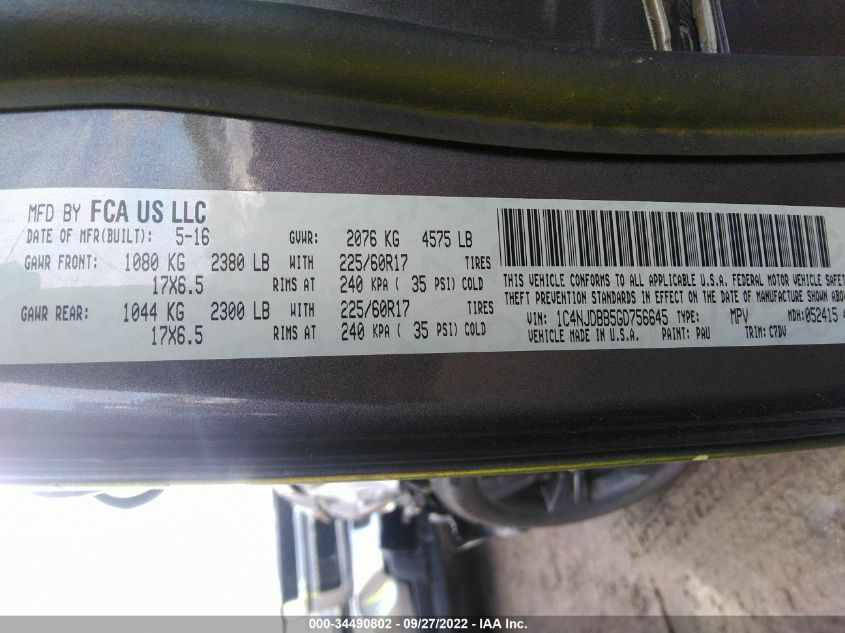 MFD BY FCA US LLC
DATE OF MFR(BUILT): 5-16 GVWR: 2076 KG 4575 LB
GAWR FRONT: 1080 KG 2380 LB WITH 225/60R17 TIRES
17X6.5 RIMS AT 240 KPA ( 35 PSI) COLD
GAWR REAR: 1044 KG 2300 LB WITH 225/60R17 TIRES
17X6.5 RIMS AT 240 KPA ( 35 PSI) COLD
THIS VEHICLE CONFORMS TO ALL APPLICABLE U.S.A. FEDERAL MOTOR VEHICLE SAFETY
THEFT PREVENTION STANDARDS IN EFFECT ON THE DATE OF MANUFACTURE SHOWN ABOVE
VIN: 1C4NJDBB5GD756645 TYPE: MPV MDH:052415
VEHICLE MADE IN U.S.A. PAINT: PAU TRIM: C7DV
000-34490802 - 09/27/2022 - IAA Inc.